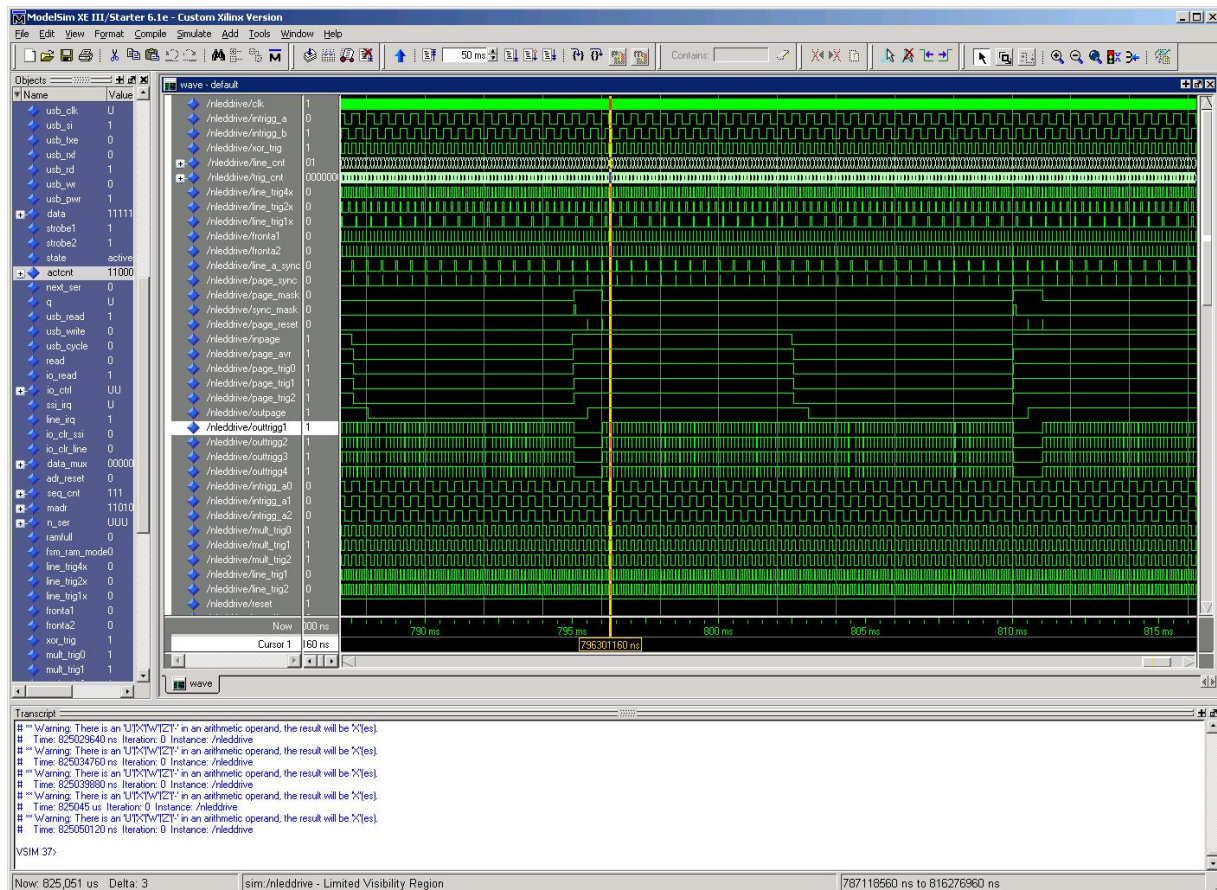 ModelSim XE III/Starter 6.1e - Custom Xilinx Version
File Edit View Format Compile Simulate Add Tools Window Help
50 ms
Contains:
Objects
Name Value
usb_clk U
usb_si 1
usb_txe 0
usb_rxf 0
usb_rd 1
usb_wr 0
usb_pwr 1
data 11111
strobe1 1
strobe2 1
state active
actcnt 11000
next_ser 0
q U
usb_read 1
usb_write 0
usb_cycle 0
read 0
io_read 1
io_ctrl UU
ssi_irq U
line_irq 1
io_clr_ssi 0
io_clr_line 0
data_mux 00000
adr_reset 0
seq_cnt 111
madr 11010
n_ser UUU
ramfull 0
fsm_ram_mode0
line_trig4x 0
line_trig2x 0
line_trig1x 0
fronta1 0
fronta2 0
xor_trig 1
mult_trig0 1
mult_trig1 1
wave - default
/nleddrive/clk 1
/nleddrive/intrigg_a 0
/nleddrive/intrigg_b 1
/nleddrive/xor_trig 1
/nleddrive/line_cnt 01
/nleddrive/trig_cnt 000000
/nleddrive/line_trig4x 0
/nleddrive/line_trig2x 0
/nleddrive/line_trig1x 0
/nleddrive/fronta1 0
/nleddrive/fronta2 0
/nleddrive/line_a_sync 0
/nleddrive/page_sync 0
/nleddrive/page_mask 0
/nleddrive/sync_mask 0
/nleddrive/page_reset 0
/nleddrive/inpage 1
/nleddrive/page_avr 1
/nleddrive/page_trig0 1
/nleddrive/page_trig1 1
/nleddrive/page_trig2 1
/nleddrive/outpage 1
/nleddrive/outrigg1 1
/nleddrive/outrigg2 1
/nleddrive/outrigg3 1
/nleddrive/outrigg4 1
/nleddrive/intrigg_a0 0
/nleddrive/intrigg_a1 0
/nleddrive/intrigg_a2 0
/nleddrive/mult_trig0 1
/nleddrive/mult_trig1 1
/nleddrive/mult_trig2 1
/nleddrive/line_trig1 0
/nleddrive/line_trig2 0
/nleddrive/reset 1
Now 000 ns
790 ms 795 ms 800 ms 805 ms 810 ms 815 ms
Cursor 1 160 ns
796301160 ns
wave
Transcript
# ** Warning: There is an 'U'|'X'|'W'|'Z'|'-' in an arithmetic operand, the result will be 'X'(es).
# Time: 825029640 ns Iteration: 0 Instance: /nleddrive
# ** Warning: There is an 'U'|'X'|'W'|'Z'|'-' in an arithmetic operand, the result will be 'X'(es).
# Time: 825034760 ns Iteration: 0 Instance: /nleddrive
# ** Warning: There is an 'U'|'X'|'W'|'Z'|'-' in an arithmetic operand, the result will be 'X'(es).
# Time: 825039880 ns Iteration: 0 Instance: /nleddrive
# ** Warning: There is an 'U'|'X'|'W'|'Z'|'-' in an arithmetic operand, the result will be 'X'(es).
# Time: 825045 us Iteration: 0 Instance: /nleddrive
# ** Warning: There is an 'U'|'X'|'W'|'Z'|'-' in an arithmetic operand, the result will be 'X'(es).
# Time: 825050120 ns Iteration: 0 Instance: /nleddrive
VSIM 37>
Now: 825,051 us Delta: 3
sim:/nleddrive - Limited Visibility Region
787118560 ns to 816276960 ns